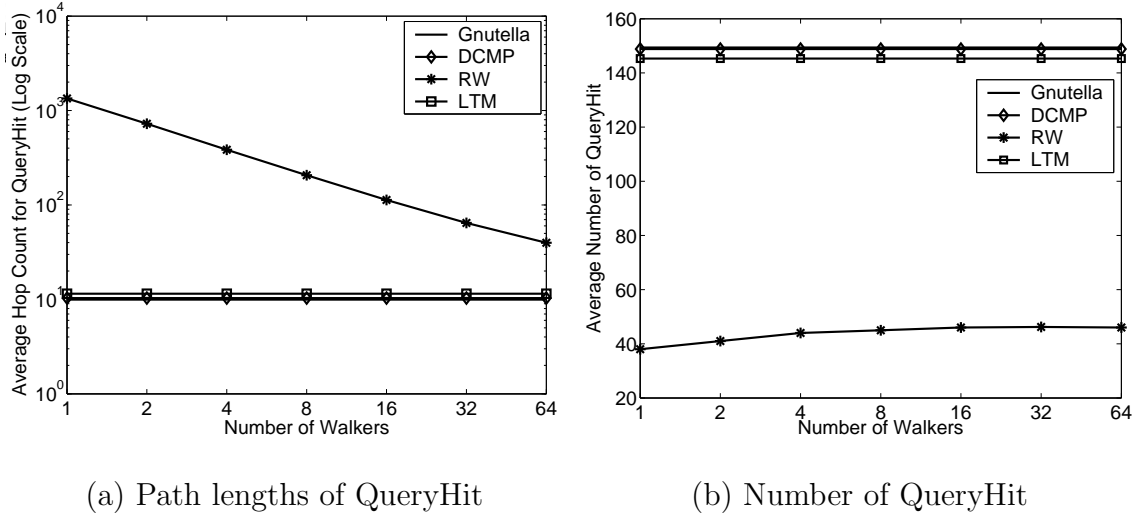 Average Hop Count for QueryHit (Log Scale)
10^4
10^3
10^2
10^1
10^0
1 2 4 8 16 32 64
Number of Walkers
Gnutella
DCMP
RW
LTM
(a) Path lengths of QueryHit
Average Number of QueryHit
160
140
120
100
80
60
40
20
1 2 4 8 16 32 64
Number of Walkers
Gnutella
DCMP
RW
LTM
(b) Number of QueryHit